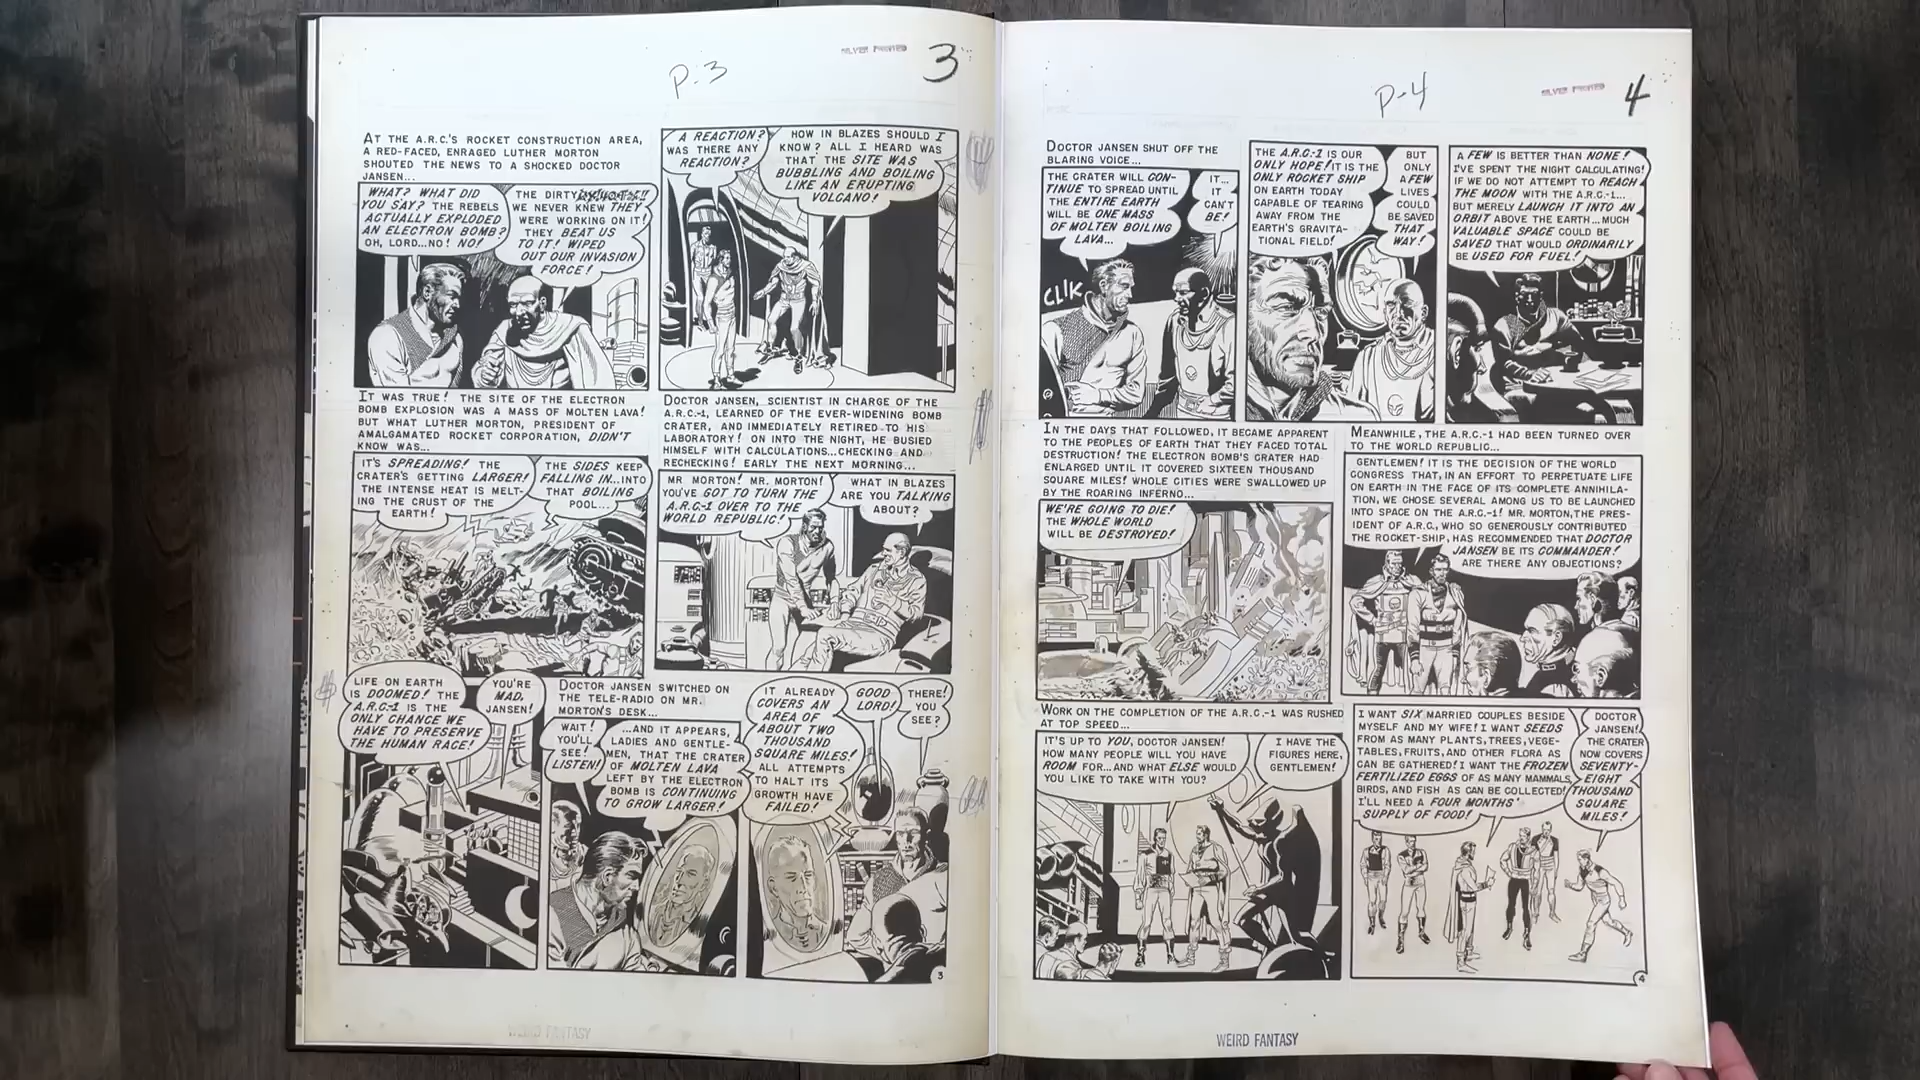 SILVER PRINTED
3
P.3
AT THE A.R.C.'S ROCKET CONSTRUCTION AREA,
A RED-FACED, ENRAGED LUTHER MORTON
SHOUTED THE NEWS TO A SHOCKED DOCTOR
JANSEN...
WHAT? WHAT DID
YOU SAY? THE REBELS
ACTUALLY EXPLODED
AN ELECTRON BOMB?
OH, LORD...NO! NO!
THE DIRTY
WE NEVER KNEW THEY
WERE WORKING ON IT!
THEY BEAT US
TO IT! WIPED
OUT OUR INVASION
FORCE!
A REACTION?
WAS THERE ANY
REACTION?
HOW IN BLAZES SHOULD I
KNOW? ALL I HEARD WAS
THAT THE SITE WAS
BUBBLING AND BOILING
LIKE AN ERUPTING
VOLCANO!
IT WAS TRUE! THE SITE OF THE ELECTRON
BOMB EXPLOSION WAS A MASS OF MOLTEN LAVA!
BUT WHAT LUTHER MORTON, PRESIDENT OF
AMALGAMATED ROCKET CORPORATION, DIDN'T
KNOW WAS...
IT'S SPREADING! THE
CRATER'S GETTING LARGER!
THE INTENSE HEAT IS MELT-
ING THE CRUST OF THE
EARTH!
THE SIDES KEEP
FALLING IN...INTO
THAT BOILING
POOL...
DOCTOR JANSEN, SCIENTIST IN CHARGE OF THE
A.R.C.-1, LEARNED OF THE EVER-WIDENING BOMB
CRATER, AND IMMEDIATELY RETIRED TO HIS
LABORATORY! ON INTO THE NIGHT, HE BUSIED
HIMSELF WITH CALCULATIONS...CHECKING AND
RECHECKING! EARLY THE NEXT MORNING...
MR MORTON! MR. MORTON!
YOU'VE GOT TO TURN THE
A.R.C.-1 OVER TO THE
WORLD REPUBLIC!
WHAT IN BLAZES
ARE YOU TALKING
ABOUT?
LIFE ON EARTH
IS DOOMED! THE
A.R.C.-1 IS THE
ONLY CHANCE WE
HAVE TO PRESERVE
THE HUMAN RACE!
YOU'RE
MAD,
JANSEN!
DOCTOR JANSEN SWITCHED ON
THE TELE-RADIO ON MR.
MORTON'S DESK...
WAIT!
YOU'LL
SEE!
LISTEN!
...AND IT APPEARS,
LADIES AND GENTLE-
MEN, THAT THE CRATER
OF MOLTEN LAVA
LEFT BY THE ELECTRON
BOMB IS CONTINUING
TO GROW LARGER!
IT ALREADY
COVERS AN
AREA OF
ABOUT TWO
THOUSAND
SQUARE MILES!
ALL ATTEMPTS
TO HALT ITS
GROWTH HAVE
FAILED!
GOOD
LORD!
THERE!
YOU
SEE?
3
WEIRD FANTASY
P-4
SILVER PRINTED
4
DOCTOR JANSEN SHUT OFF THE
BLARING VOICE...
THE CRATER WILL CON-
TINUE TO SPREAD UNTIL
THE ENTIRE EARTH
WILL BE ONE MASS
OF MOLTEN BOILING
LAVA...
IT...
IT
CAN'T
BE!
CLIK
THE A.R.C.-1 IS OUR
ONLY HOPE! IT IS THE
ONLY ROCKET SHIP
ON EARTH TODAY
CAPABLE OF TEARING
AWAY FROM THE
EARTH'S GRAVITA-
TIONAL FIELD!
BUT
ONLY
A FEW
LIVES
COULD
BE SAVED
THAT
WAY!
A FEW IS BETTER THAN NONE!
I'VE SPENT THE NIGHT CALCULATING!
IF WE DO NOT ATTEMPT TO REACH
THE MOON WITH THE A.R.C.-1...
BUT MERELY LAUNCH IT INTO AN
ORBIT ABOVE THE EARTH...MUCH
VALUABLE SPACE COULD BE
SAVED THAT WOULD ORDINARILY
BE USED FOR FUEL!
IN THE DAYS THAT FOLLOWED, IT BECAME APPARENT
TO THE PEOPLES OF EARTH THAT THEY FACED TOTAL
DESTRUCTION! THE ELECTRON BOMB'S CRATER HAD
ENLARGED UNTIL IT COVERED SIXTEEN THOUSAND
SQUARE MILES! WHOLE CITIES WERE SWALLOWED UP
BY THE ROARING INFERNO...
WE'RE GOING TO DIE!
THE WHOLE WORLD
WILL BE DESTROYED!
MEANWHILE, THE A.R.C.-1 HAD BEEN TURNED OVER
TO THE WORLD REPUBLIC...
GENTLEMEN! IT IS THE DECISION OF THE WORLD
CONGRESS THAT, IN AN EFFORT TO PERPETUATE LIFE
ON EARTH IN THE FACE OF ITS COMPLETE ANNIHILA-
TION, WE CHOSE SEVERAL AMONG US TO BE LAUNCHED
INTO SPACE ON THE A.R.C.-1! MR. MORTON, THE PRES-
IDENT OF A.R.C., WHO SO GENEROUSLY CONTRIBUTED
THE ROCKET-SHIP, HAS RECOMMENDED THAT DOCTOR
JANSEN BE ITS COMMANDER!
ARE THERE ANY OBJECTIONS?
WORK ON THE COMPLETION OF THE A.R.C.-1 WAS RUSHED
AT TOP SPEED...
IT'S UP TO YOU, DOCTOR JANSEN!
HOW MANY PEOPLE WILL YOU HAVE
ROOM FOR...AND WHAT ELSE WOULD
YOU LIKE TO TAKE WITH YOU?
I HAVE THE
FIGURES HERE,
GENTLEMEN!
I WANT SIX MARRIED COUPLES BESIDE
MYSELF AND MY WIFE! I WANT SEEDS
FROM AS MANY PLANTS, TREES, VEGE-
TABLES, FRUITS, AND OTHER FLORA AS
CAN BE GATHERED! I WANT THE FROZEN
FERTILIZED EGGS OF AS MANY MAMMALS,
BIRDS, AND FISH AS CAN BE COLLECTED!
I'LL NEED A FOUR MONTHS'
SUPPLY OF FOOD!
DOCTOR
JANSEN!
THE CRATER
NOW COVERS
SEVENTY-
EIGHT
THOUSAND
SQUARE
MILES!
4
WEIRD FANTASY